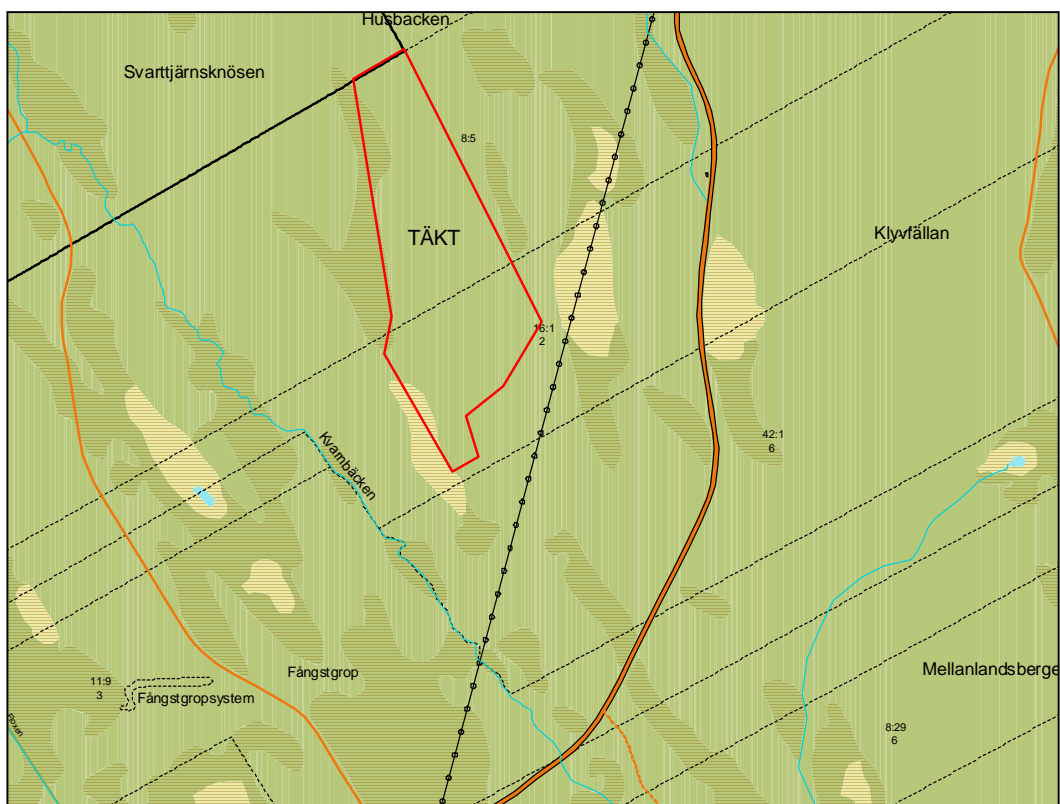 Husbacken
Svarttjärnsknösen
8:5
TÄKT
Klyvfällan
16:1
2
42:1
6
Kvarnbäcken
Mellanlandsberge
Fångstgrop
11:9
3
Fångstgropsystem
8:29
6
Floxen